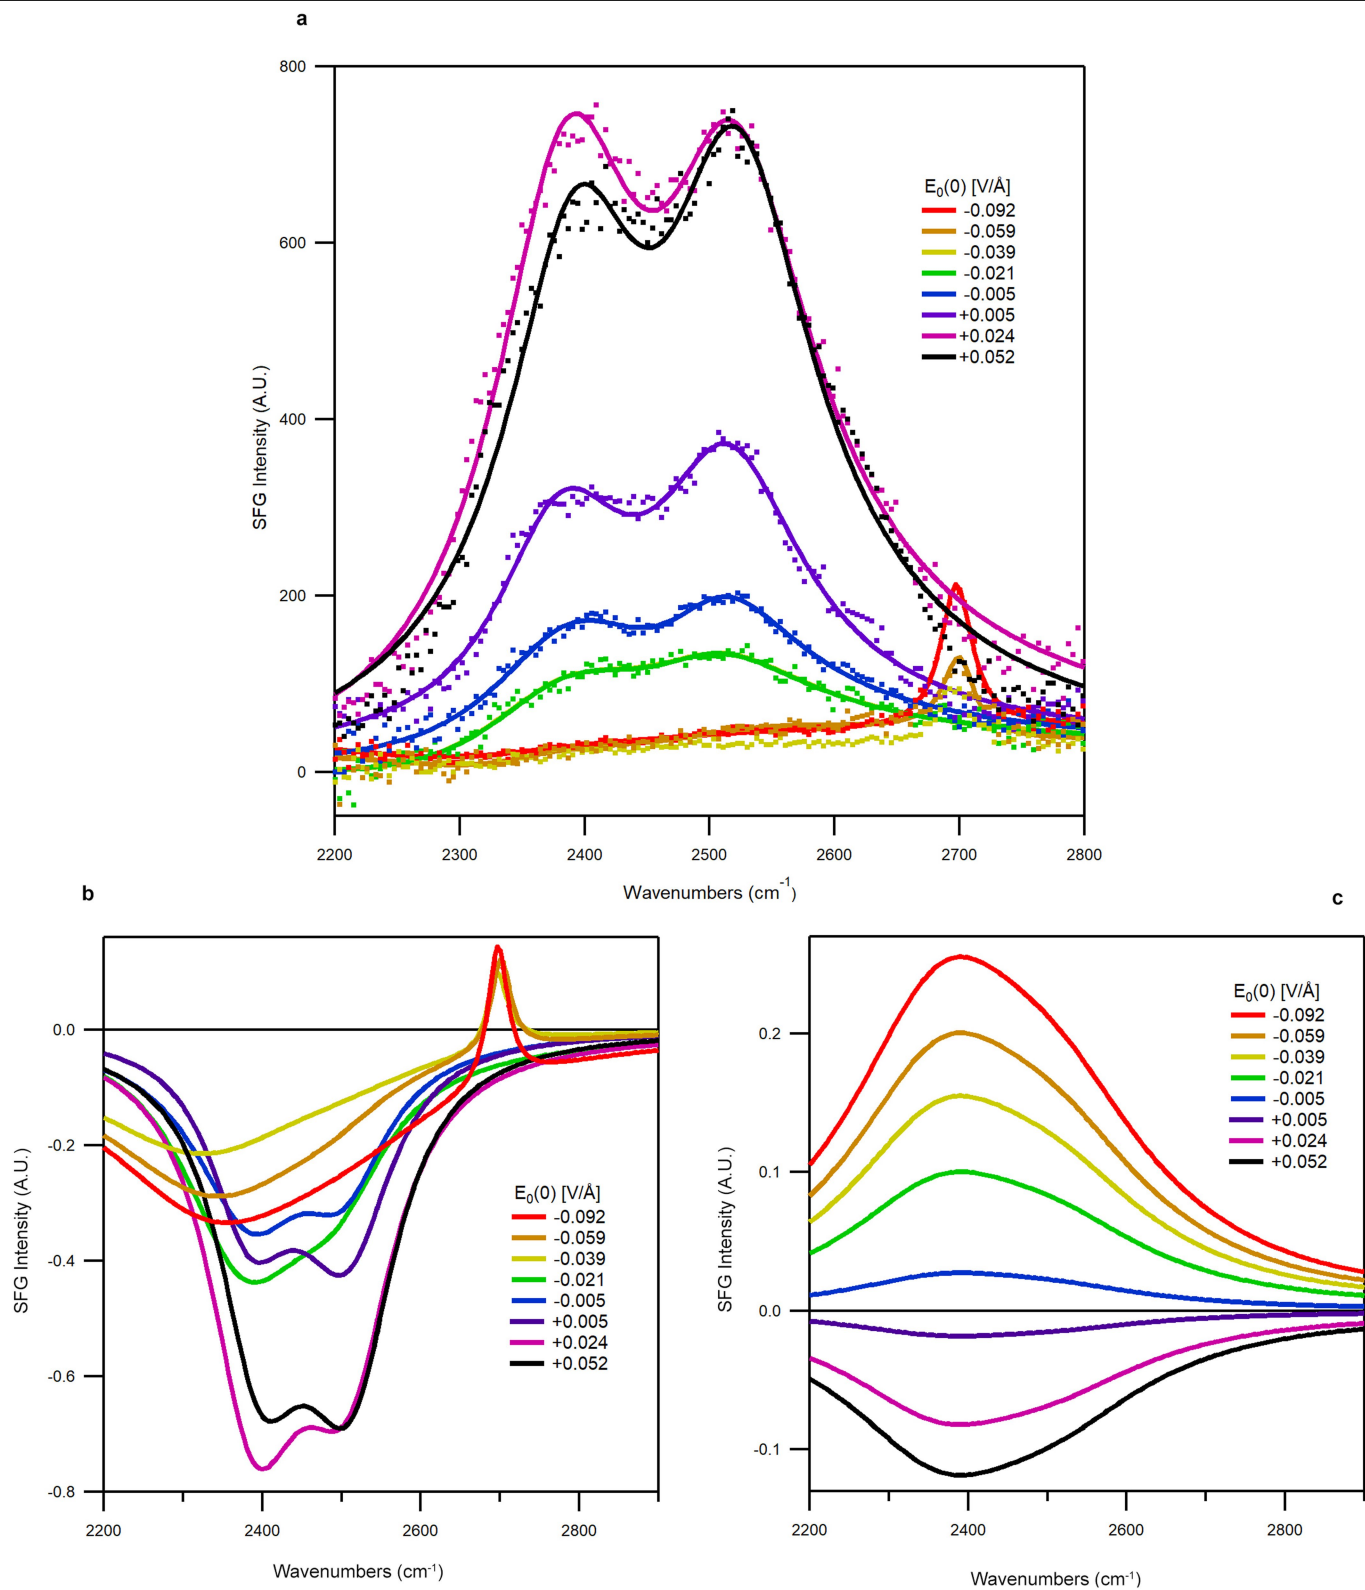 a
800
600
400
200
0
SFG Intensity (A.U.)
E₀(0) [V/Å]
-0.092
-0.059
-0.039
-0.021
-0.005
+0.005
+0.024
+0.052
2200 2300 2400 2500 2600 2700 2800
Wavenumbers (cm⁻¹)
b
0.0
-0.2
-0.4
-0.6
-0.8
SFG Intensity (A.U.)
E₀(0) [V/Å]
-0.092
-0.059
-0.039
-0.021
-0.005
+0.005
+0.024
+0.052
2200 2400 2600 2800
Wavenumbers (cm⁻¹)
c
0.2
0.1
0.0
-0.1
SFG Intensity (A.U.)
E₀(0) [V/Å]
-0.092
-0.059
-0.039
-0.021
-0.005
+0.005
+0.024
+0.052
2200 2400 2600 2800
Wavenumbers (cm⁻¹)